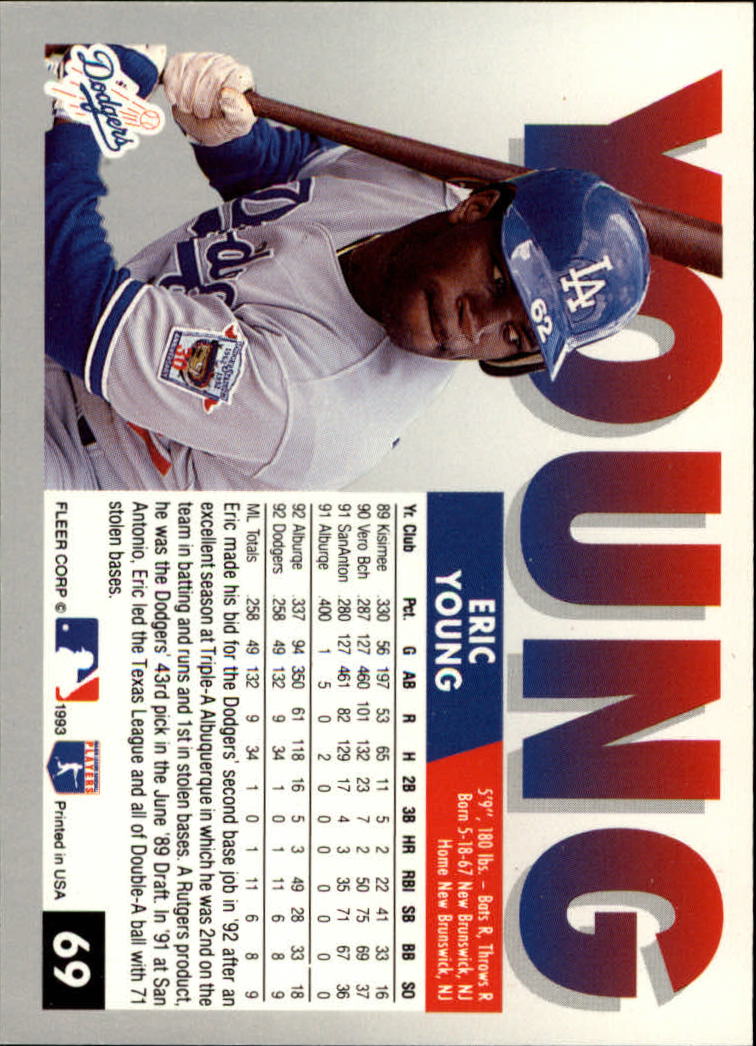 YOUNG
LA
62
Dodgers
30
ERIC
YOUNG
5'9", 180 lbs. – Bats R, Throws R
Born 5-18-67 New Brunswick, NJ
Home New Brunswick, NJ
Yr. Club Pct. G AB R H 2B 3B HR RBI SB BB SO
89 Kisimee .330 56 197 53 65 11 5 2 22 41 33 16
90 Vero Bch .287 127 460 101 132 23 7 2 50 75 69 37
91 SanAnton .280 127 461 82 129 17 4 3 35 71 67 36
91 Alburqe .400 1 5 0 2 0 0 0 0 0 0 0
92 Alburqe .337 94 350 61 118 16 5 3 49 28 33 18
92 Dodgers .258 49 132 9 34 1 0 1 11 6 8 9
ML Totals .258 49 132 9 34 1 0 1 11 6 8 9
Eric made his bid for the Dodgers' second base job in '92 after an
excellent season at Triple-A Albuquerque in which he was 2nd on the
team in batting and runs and 1st in stolen bases. A Rutgers product,
he was the Dodgers' 43rd pick in the June '89 Draft. In '91 at San
Antonio, Eric led the Texas League and all of Double-A ball with 71
stolen bases.
FLEER CORP © 1993 PLAYERS Printed in USA
69